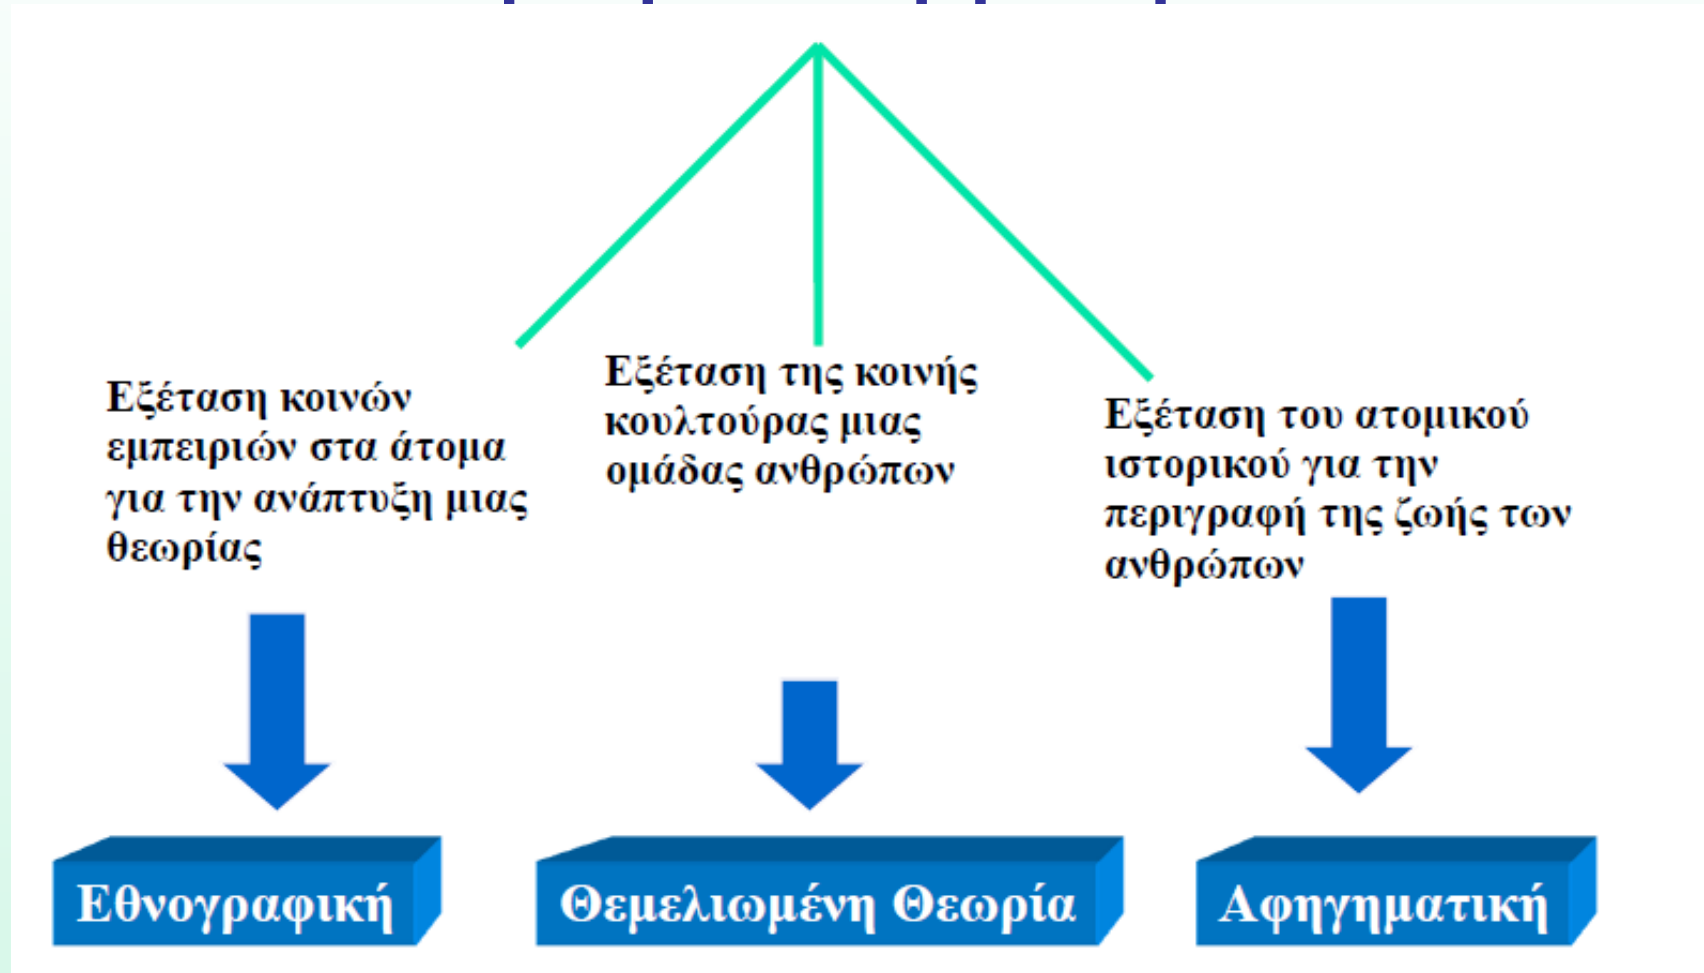 Εξέταση κοινών
εμπειριών στα άτομα
για την ανάπτυξη μιας
θεωρίας
Εξέταση της κοινής
κουλτούρας μιας
ομάδας ανθρώπων
Εξέταση του ατομικού
ιστορικού για την
περιγραφή της ζωής των
ανθρώπων
Εθνογραφική
Θεμελιωμένη Θεωρία
Αφηγηματική